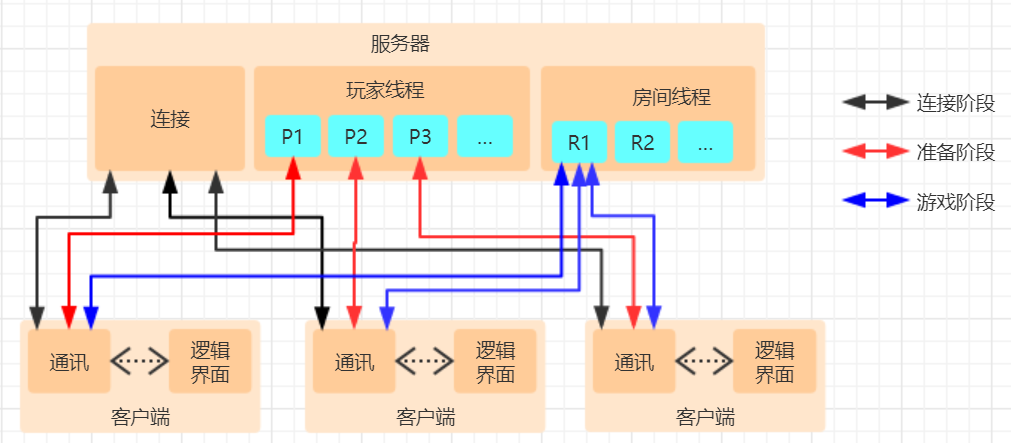 服务器
连接
玩家线程
P1 P2 P3 ...
房间线程
R1 R2 ...
连接阶段
准备阶段
游戏阶段
通讯
逻辑
界面
客户端
通讯
逻辑
界面
客户端
通讯
逻辑
界面
客户端